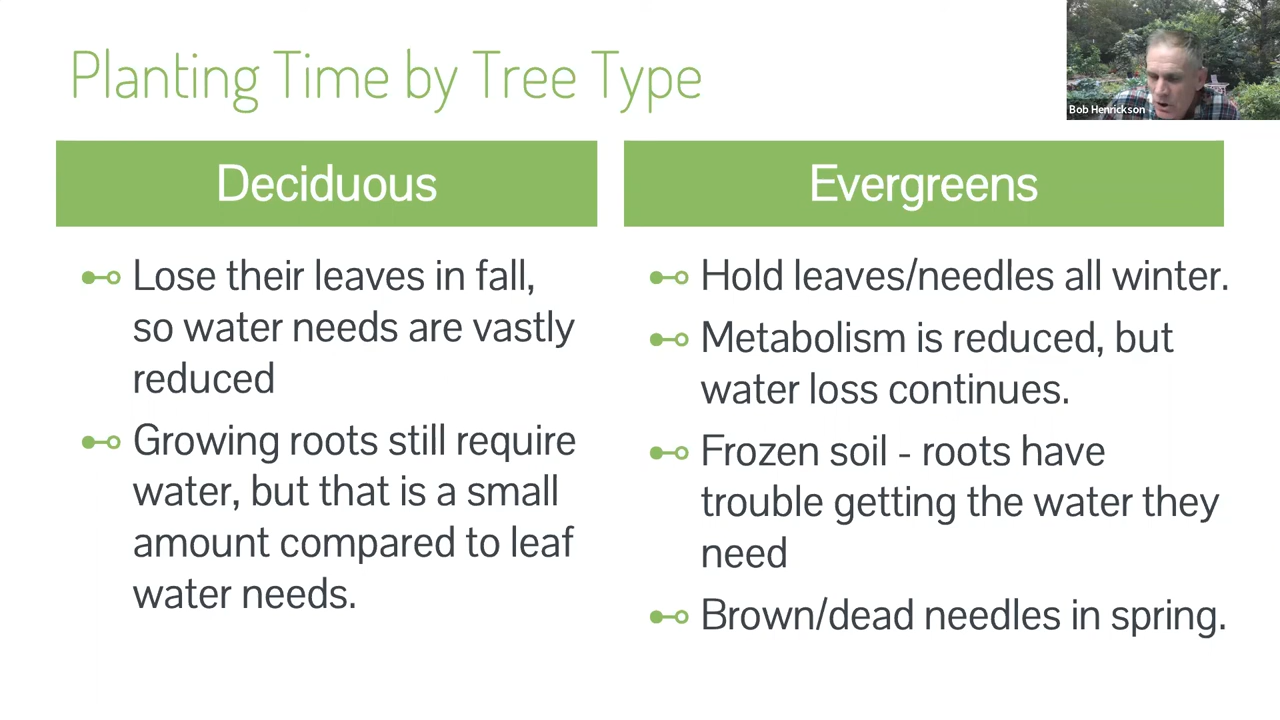 Planting Time by Tree Type
Bob Henrickson
Deciduous
Lose their leaves in fall,
so water needs are vastly
reduced
Growing roots still require
water, but that is a small
amount compared to leaf
water needs.
Evergreens
Hold leaves/needles all winter.
Metabolism is reduced, but
water loss continues.
Frozen soil - roots have
trouble getting the water they
need
Brown/dead needles in spring.